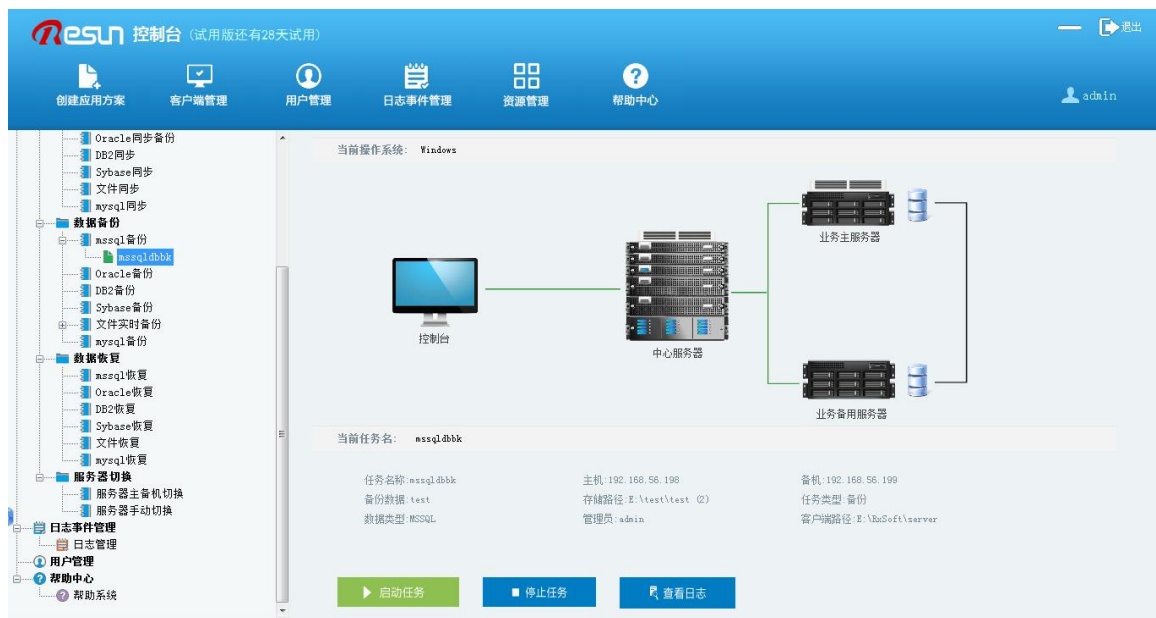 Resun 控制台 (试用版还有28天试用)
退出
创建应用方案 客户端管理 用户管理 日志事件管理 资源管理 帮助中心
admin
Oracle同步备份
DB2同步
Sybase同步
文件同步
mysql同步
数据备份
mssql备份
mssqldbbk
Oracle备份
DB2备份
Sybase备份
文件实时备份
mysql备份
数据恢复
mssql恢复
Oracle恢复
DB2恢复
Sybase恢复
文件恢复
mysql恢复
服务器切换
服务器主备机切换
服务器手动切换
日志事件管理
日志管理
用户管理
帮助中心
帮助系统
当前操作系统: Windows
业务主服务器
控制台
中心服务器
业务备用服务器
当前任务名: mssqldbbk
任务名称:mssqldbbk 主机:192.168.56.198 备机:192.168.56.199
备份数据:test 存储路径:E:\test\test (2) 任务类型:备份
数据类型:MSSQL 管理员:admin 客户端路径:E:\RxSoft\server
启动任务 停止任务 查看日志